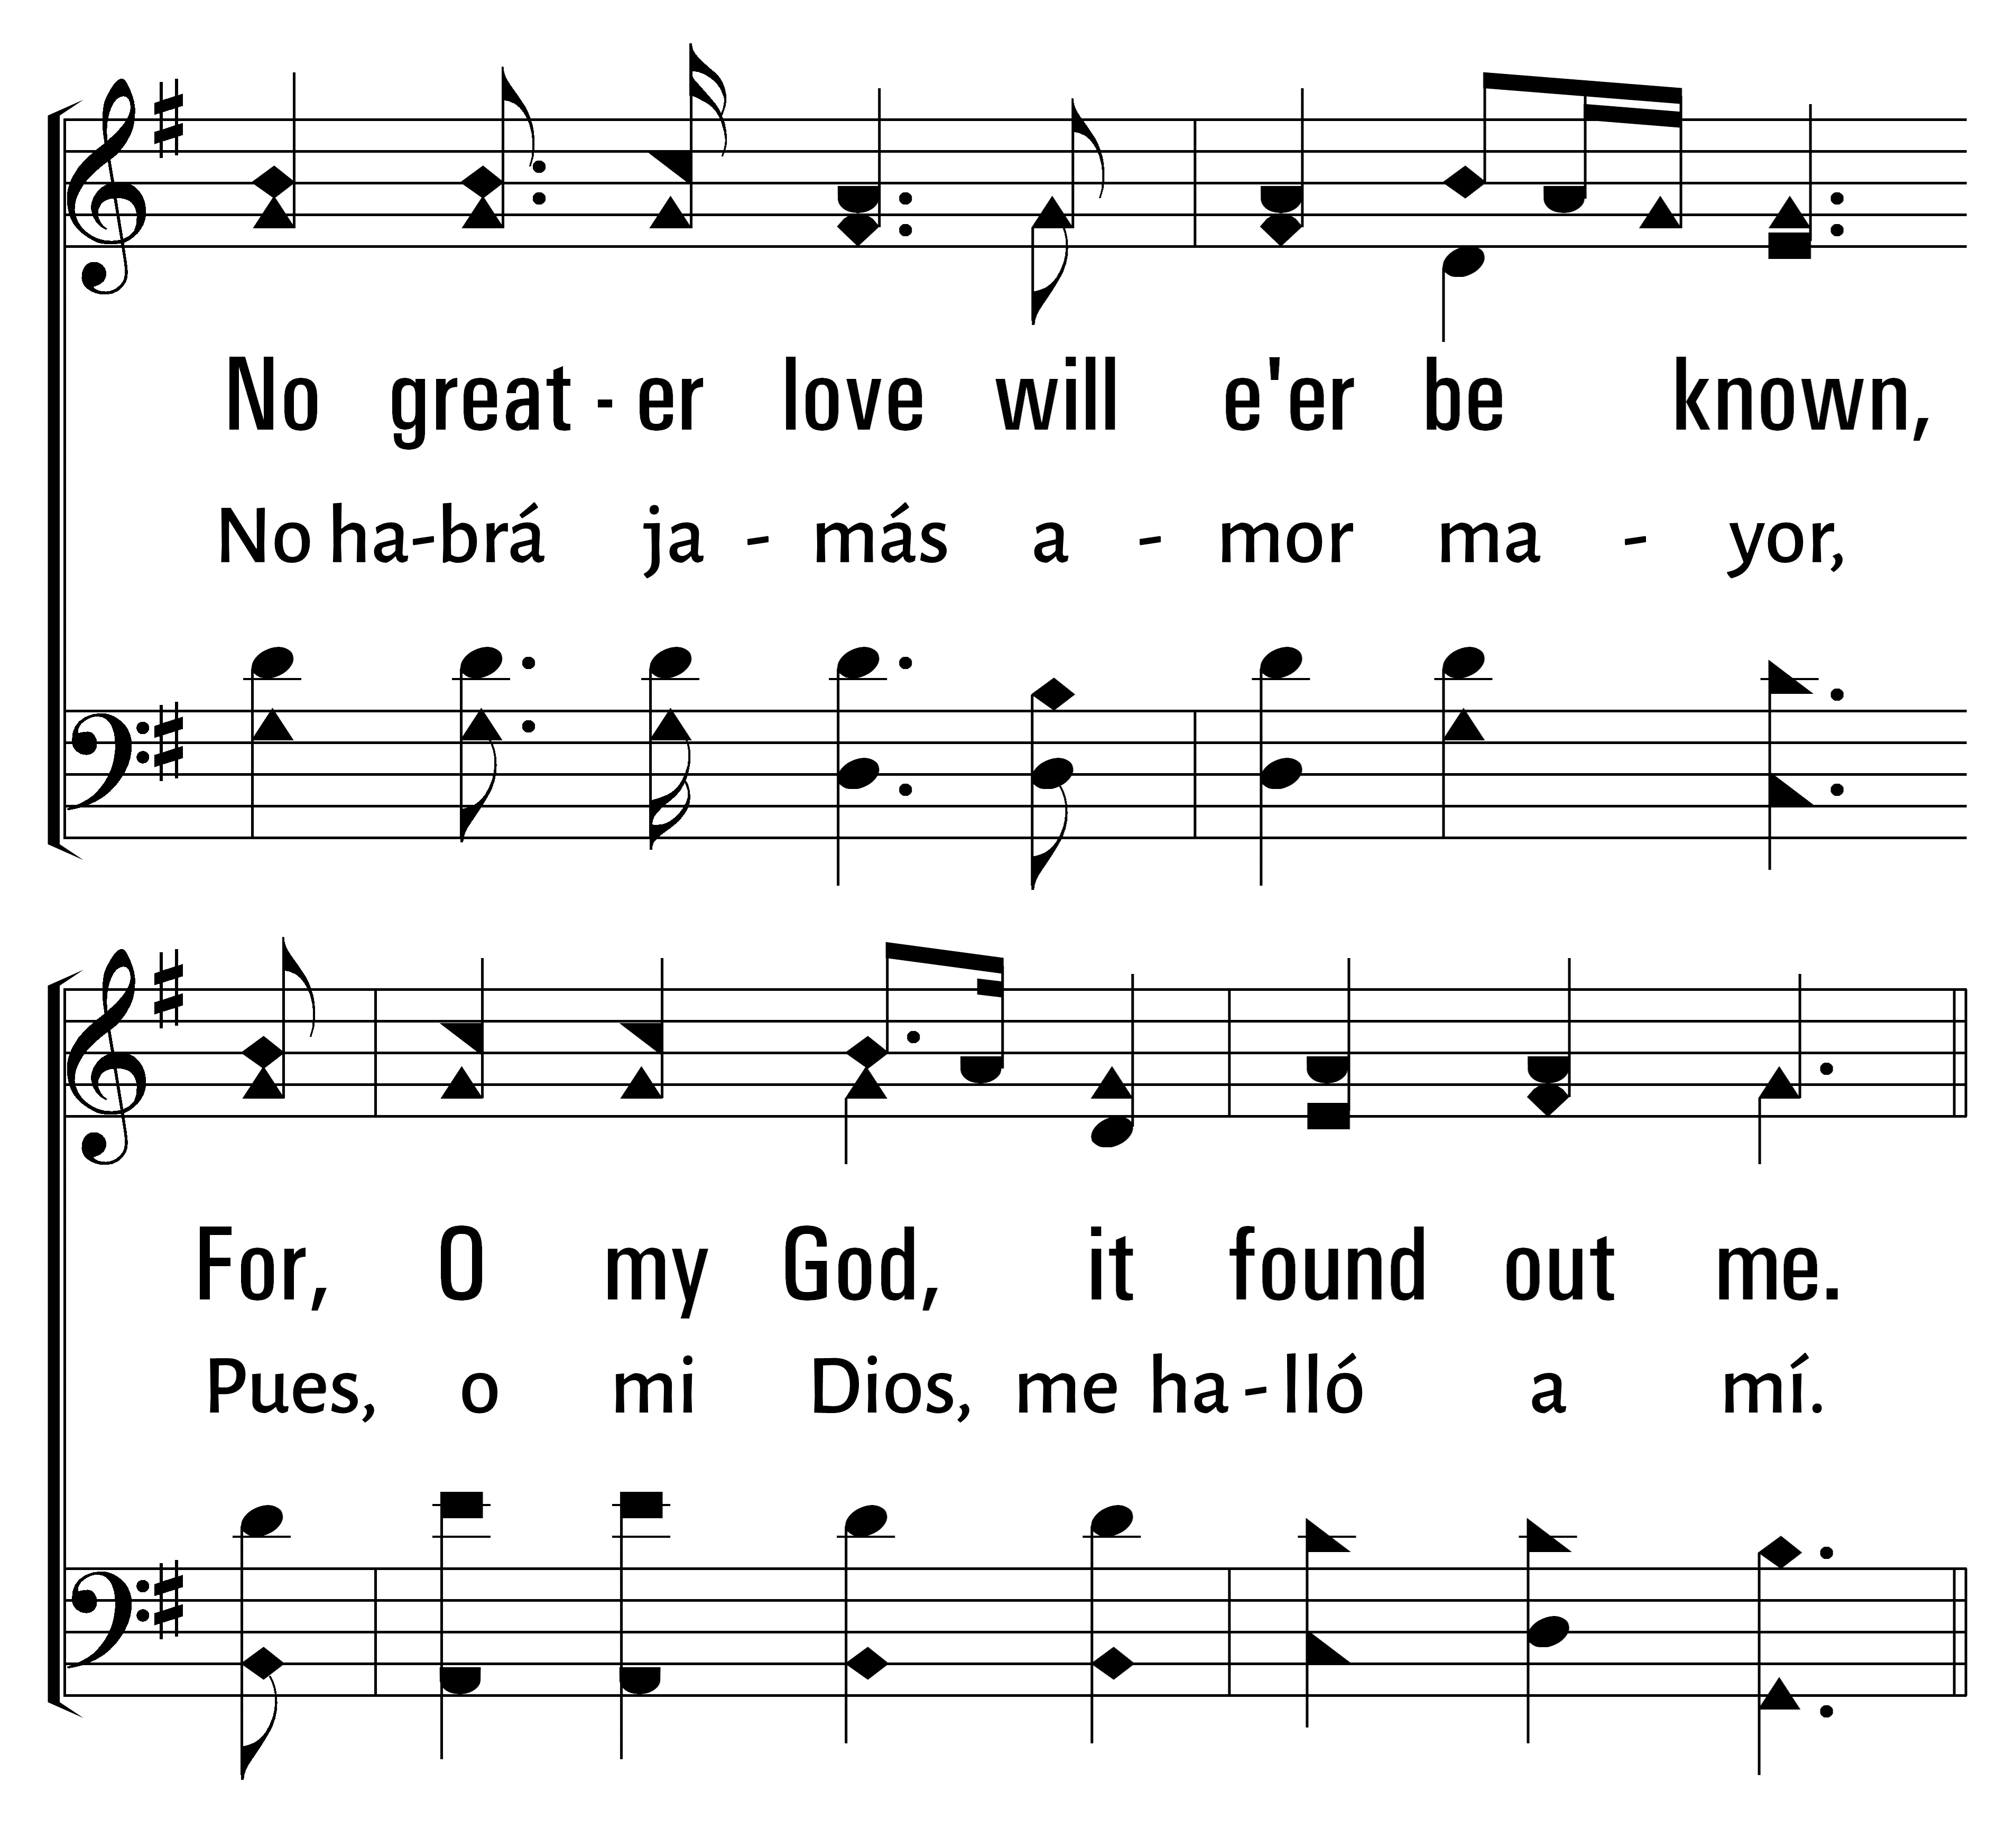 No great - er love will e'er be known,
No ha-brá ja - más a - mor ma - yor,
For, O my God, it found out me.
Pues, o mi Dios, me ha - lló a mí.